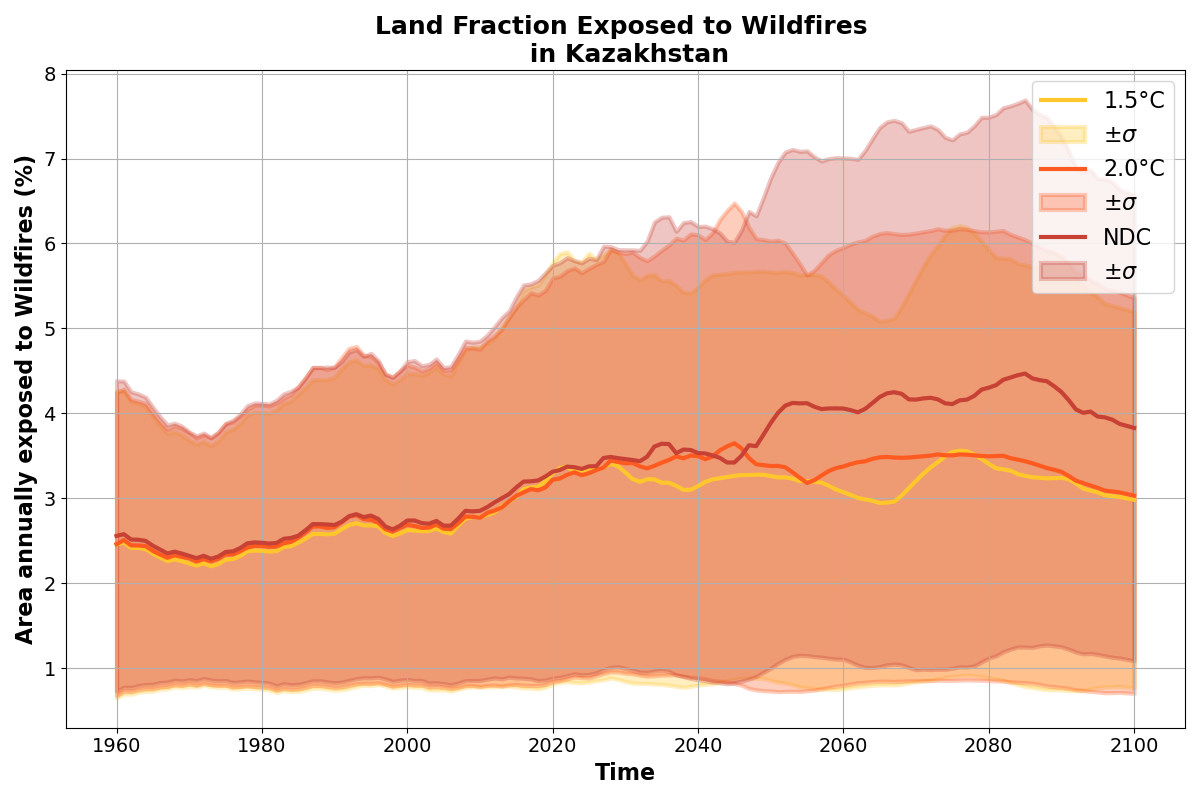 Land Fraction Exposed to Wildfires
in Kazakhstan
Area annually exposed to Wildfires (%)
8
7
6
5
4
3
2
1
1.5°C
±σ
2.0°C
±σ
NDC
±σ
1960
1980
2000
2020
2040
2060
2080
2100
Time